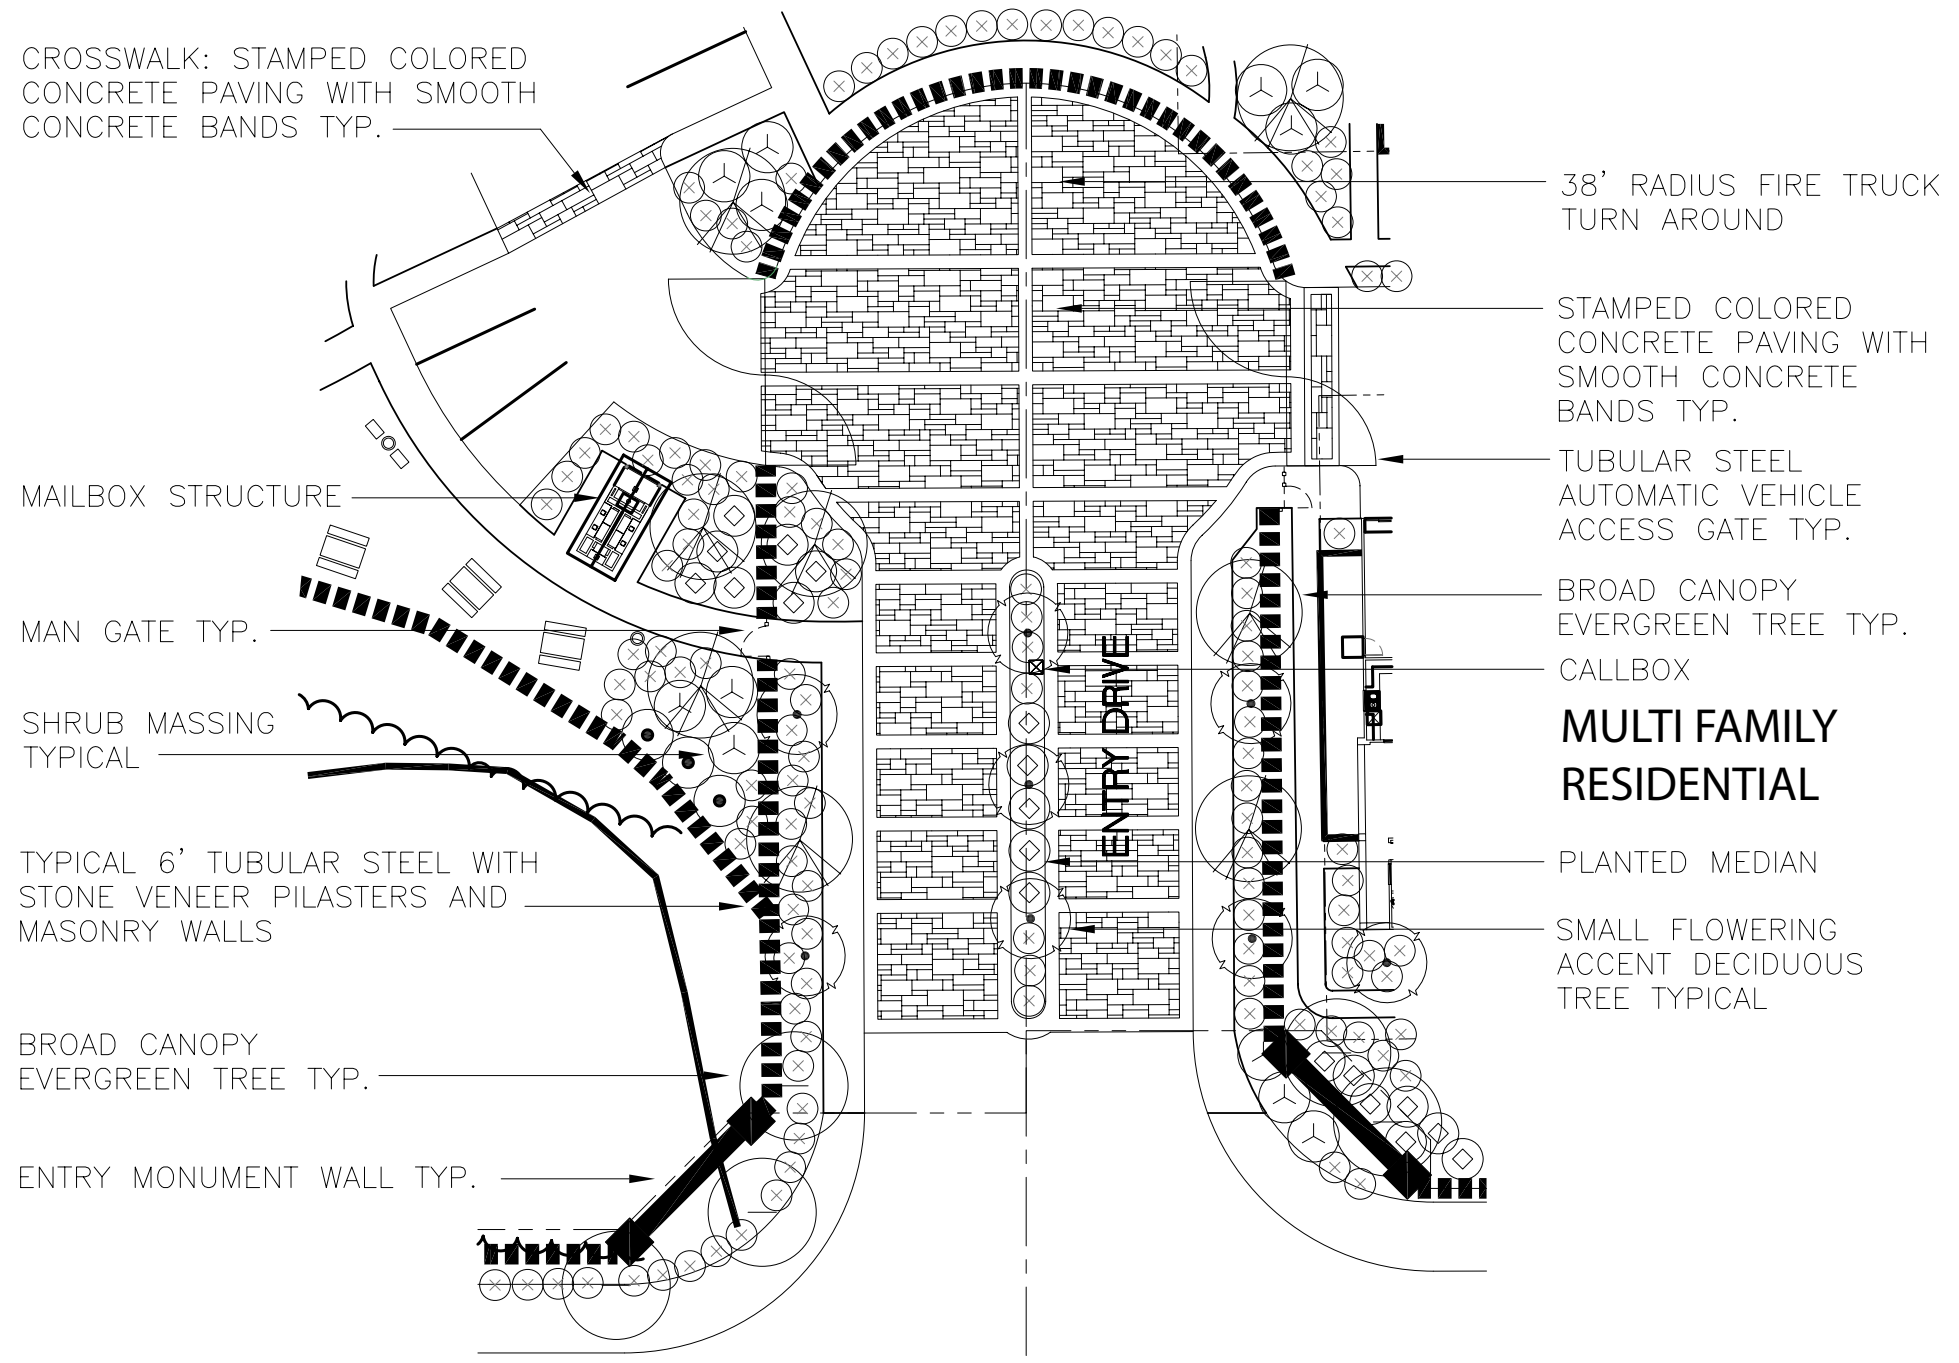 CROSSWALK: STAMPED COLORED
CONCRETE PAVING WITH SMOOTH
CONCRETE BANDS TYP.
MAILBOX STRUCTURE
MAN GATE TYP.
SHRUB MASSING
TYPICAL
TYPICAL 6' TUBULAR STEEL WITH
STONE VENEER PILASTERS AND
MASONRY WALLS
BROAD CANOPY
EVERGREEN TREE TYP.
ENTRY MONUMENT WALL TYP.
ENTRY DRIVE
38' RADIUS FIRE TRUCK
TURN AROUND
STAMPED COLORED
CONCRETE PAVING WITH
SMOOTH CONCRETE
BANDS TYP.
TUBULAR STEEL
AUTOMATIC VEHICLE
ACCESS GATE TYP.
BROAD CANOPY
EVERGREEN TREE TYP.
CALLBOX
MULTI FAMILY
RESIDENTIAL
PLANTED MEDIAN
SMALL FLOWERING
ACCENT DECIDUOUS
TREE TYPICAL